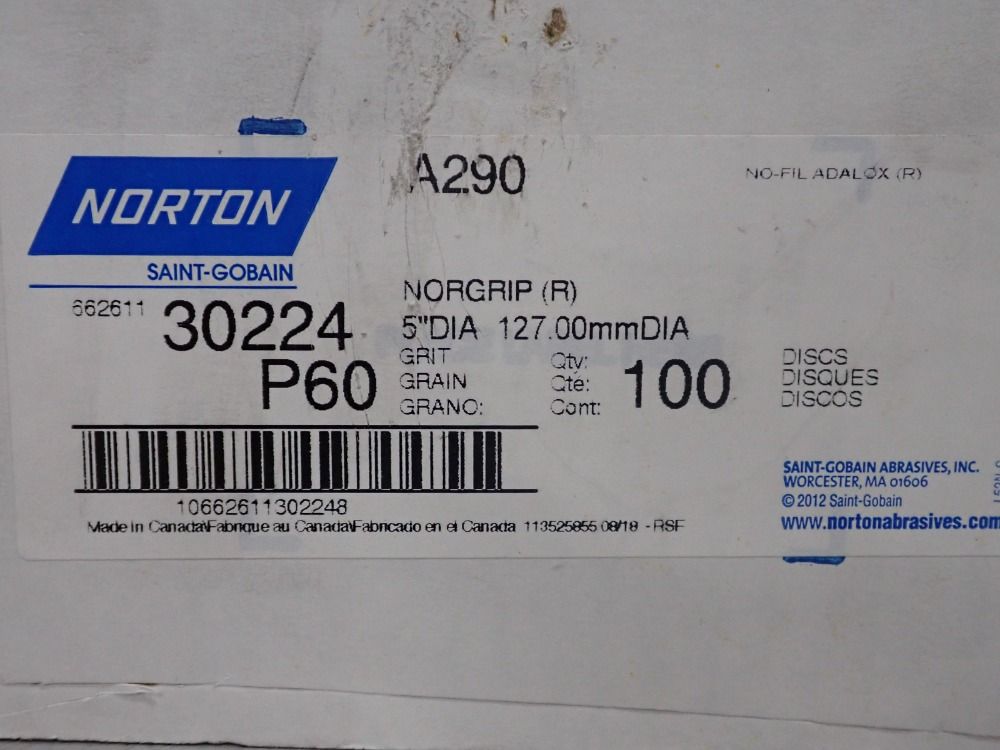 A290
NO-FIL ADALOX (R)
NORTON
SAINT-GOBAIN
662611 30224
NORGRIP (R)
5"DIA 127.00mmDIA
P60
GRIT
GRAIN
GRANO:
Qty:
Qté:
Cont:
100
DISCS
DISQUES
DISCOS
10662611302248
Made in Canada\Fabrique au Canada\Fabricado en el Canada 113525855 08/18 - RSF
SAINT-GOBAIN ABRASIVES, INC.
WORCESTER, MA 01606
© 2012 Saint-Gobain
www.nortonabrasives.com